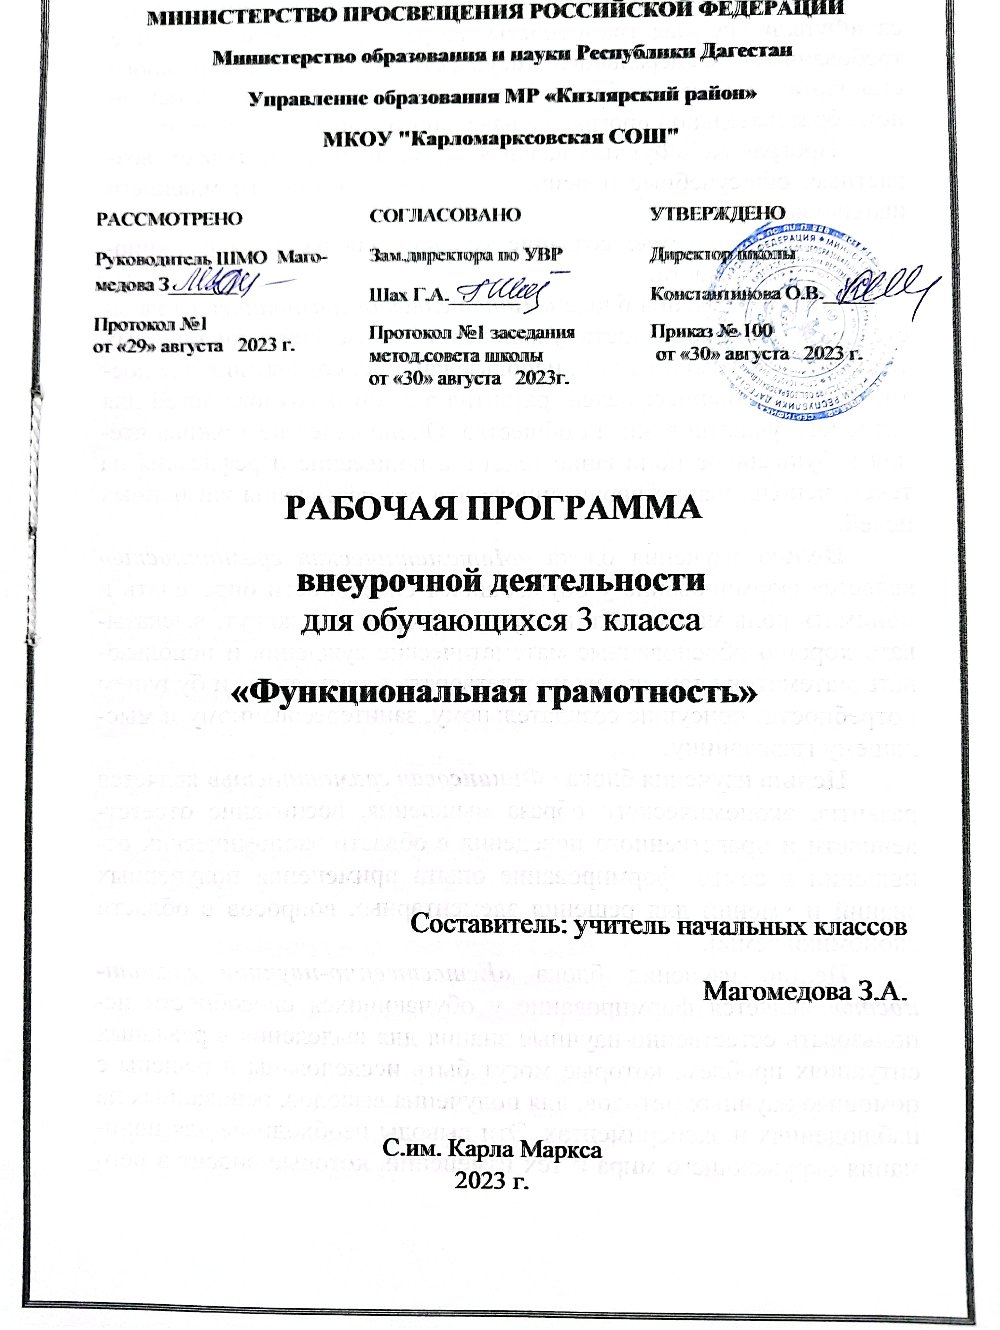 МИНИСТЕРСТВО ПРОСВЕЩЕНИЯ РОССИЙСКОЙ ФЕДЕРАЦИИ
Министерство образования и науки Республики Дагестан
Управление образования МР «Кизлярский район»
МКОУ "Карломарксовская СОШ"
РАССМОТРЕНО
Руководитель ШМО Маго-
медова З
Протокол №1
от «29» августа 2023 г.
СОГЛАСОВАНО
Зам.директора по УВР
Шах Г.А.
Протокол №1 заседания
метод.совета школы
от «30» августа 2023г.
УТВЕРЖДЕНО
Директор школы
Константинова О.В.
Приказ № 100
от «30» августа 2023 г.
РАБОЧАЯ ПРОГРАММА
внеурочной деятельности
для обучающихся 3 класса
«Функциональная грамотность»
Составитель: учитель начальных классов
Магомедова З.А.
С.им. Карла Маркса
2023 г.